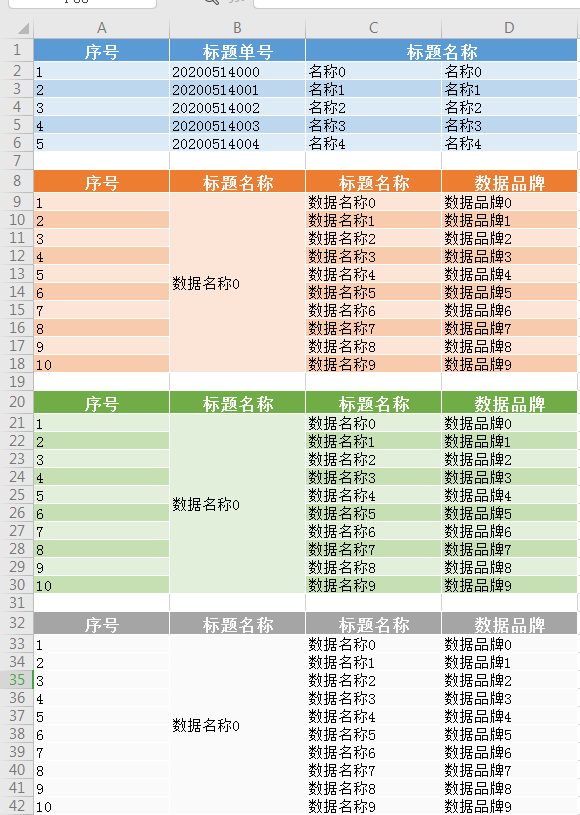 A B C D
1 序号 标题单号 标题名称
2 1 20200514000 名称0 名称0
3 2 20200514001 名称1 名称1
4 3 20200514002 名称2 名称2
5 4 20200514003 名称3 名称3
6 5 20200514004 名称4 名称4
7
8 序号 标题名称 标题名称 数据品牌
9 1 数据名称0 数据品牌0
10 2 数据名称1 数据品牌1
11 3 数据名称2 数据品牌2
12 4 数据名称3 数据品牌3
13 5 数据名称0 数据名称4 数据品牌4
14 6 数据名称5 数据品牌5
15 7 数据名称6 数据品牌6
16 8 数据名称7 数据品牌7
17 9 数据名称8 数据品牌8
18 10 数据名称9 数据品牌9
19
20 序号 标题名称 标题名称 数据品牌
21 1 数据名称0 数据品牌0
22 2 数据名称1 数据品牌1
23 3 数据名称2 数据品牌2
24 4 数据名称3 数据品牌3
25 5 数据名称0 数据名称4 数据品牌4
26 6 数据名称5 数据品牌5
27 7 数据名称6 数据品牌6
28 8 数据名称7 数据品牌7
29 9 数据名称8 数据品牌8
30 10 数据名称9 数据品牌9
31
32 序号 标题名称 标题名称 数据品牌
33 1 数据名称0 数据品牌0
34 2 数据名称1 数据品牌1
35 3 数据名称2 数据品牌2
36 4 数据名称3 数据品牌3
37 5 数据名称0 数据名称4 数据品牌4
38 6 数据名称5 数据品牌5
39 7 数据名称6 数据品牌6
40 8 数据名称7 数据品牌7
41 9 数据名称8 数据品牌8
42 10 数据名称9 数据品牌9